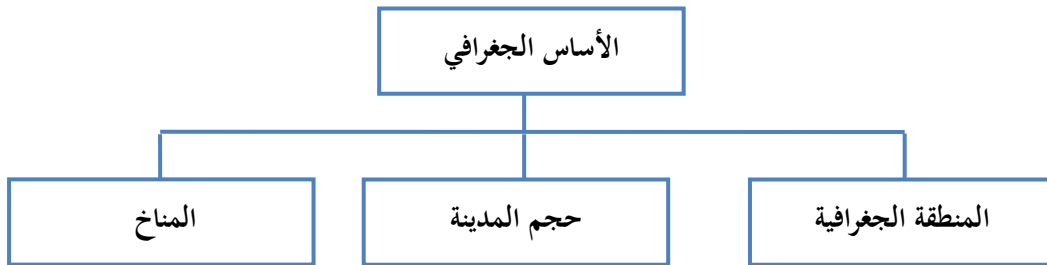 الأساس الجغرافي
المنطقة الجغرافية
حجم المدينة
المناخ